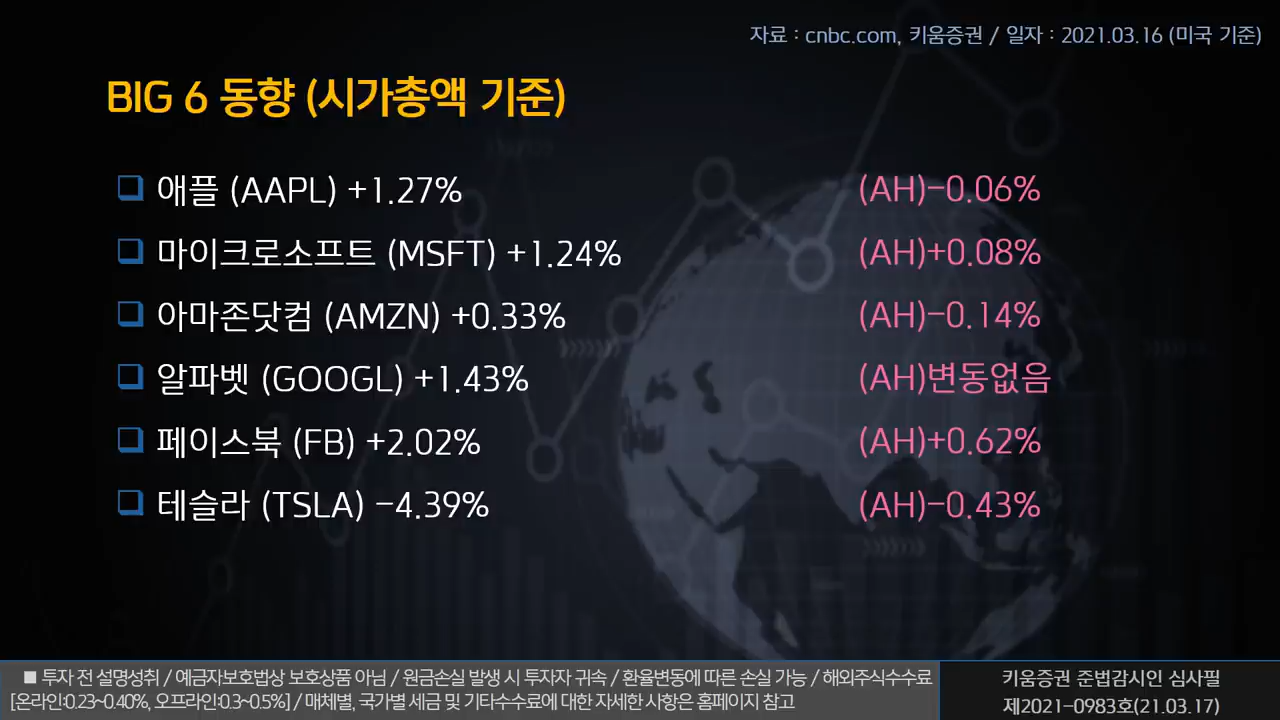 자료 : cnbc.com, 키움증권 / 일자 : 2021.03.16 (미국 기준)
BIG 6 동향 (시가총액 기준)
애플 (AAPL) +1.27% (AH)-0.06%
마이크로소프트 (MSFT) +1.24% (AH)+0.08%
아마존닷컴 (AMZN) +0.33% (AH)-0.14%
알파벳 (GOOGL) +1.43% (AH)변동없음
페이스북 (FB) +2.02% (AH)+0.62%
테슬라 (TSLA) -4.39% (AH)-0.43%
■ 투자 전 설명성취 / 예금자보호법상 보호상품 아님 / 원금손실 발생 시 투자자 귀속 / 환율변동에 따른 손실 가능 / 해외주식수수료
[온라인:0.23~0.40%, 오프라인:0.3~0.5%] / 매체별, 국가별 세금 및 기타수수료에 대한 자세한 사항은 홈페이지 참고
키움증권 준법감시인 심사필
제2021-0983호(21.03.17)